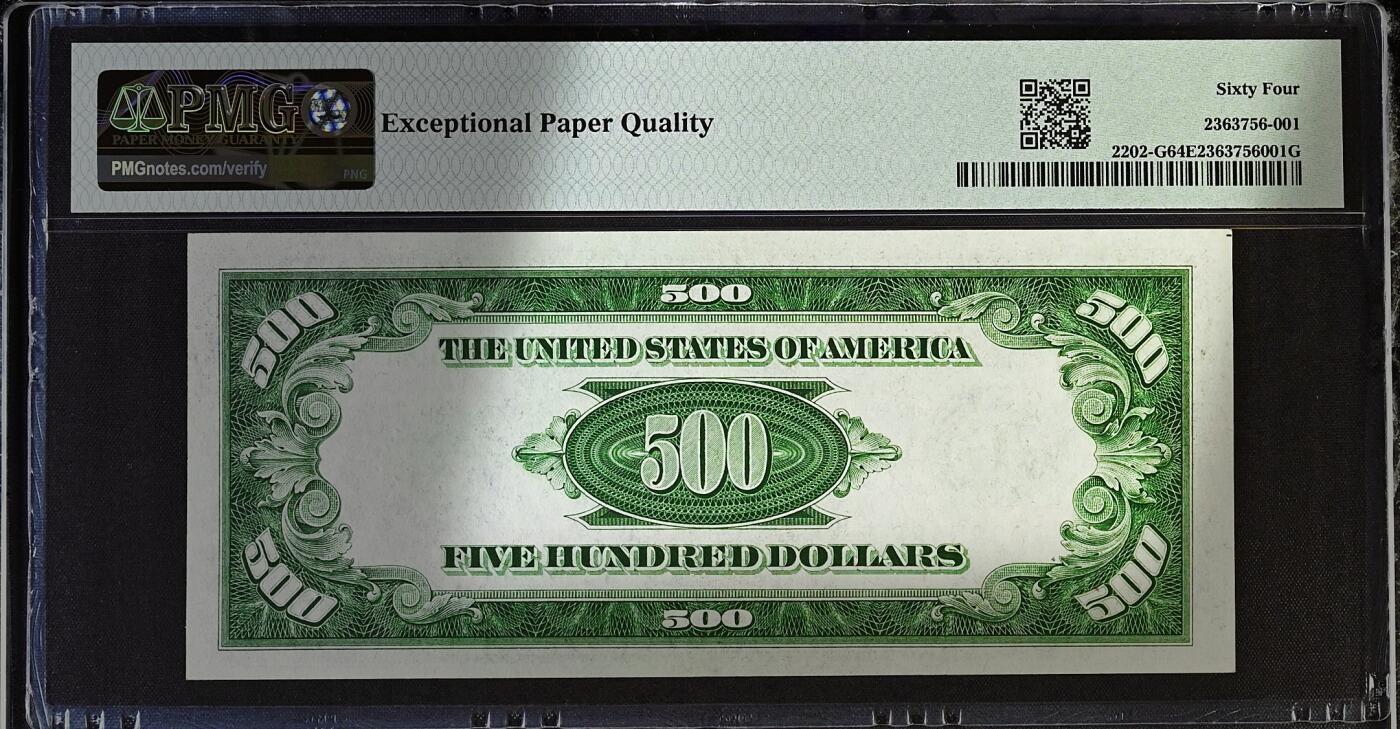 PMG
PAPER MONEY GUARANTY
PMGnotes.com/verify
PNG
Exceptional Paper Quality
Sixty Four
2363756-001
2202-G64E2363756001G
500
500
500
THE UNITED STATES OF AMERICA
500
FIVE HUNDRED DOLLARS
500
500
500